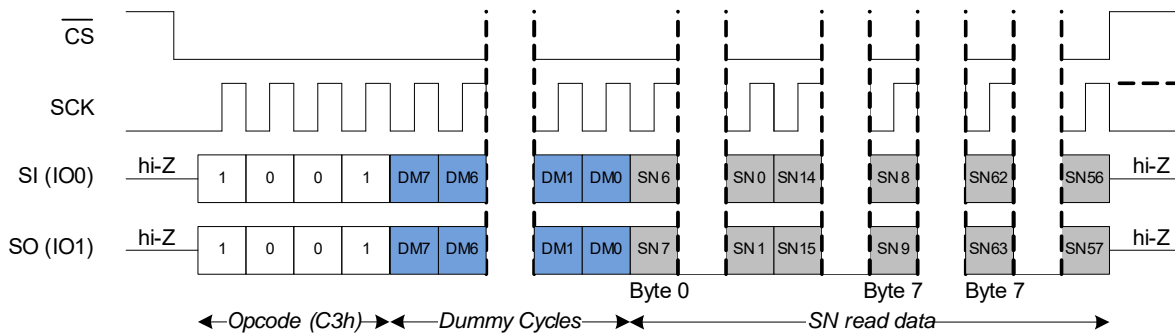 CS
SCK
SI (IO0) hi-Z 1 0 0 1 DM7 DM6 DM1 DM0 SN6 SN0 SN14 SN8 SN62 SN56 hi-Z
SO (IO1) hi-Z 1 0 0 1 DM7 DM6 DM1 DM0 SN7 SN1 SN15 SN9 SN63 SN57 hi-Z
Byte 0 Byte 7 Byte 7
Opcode (C3h) Dummy Cycles SN read data